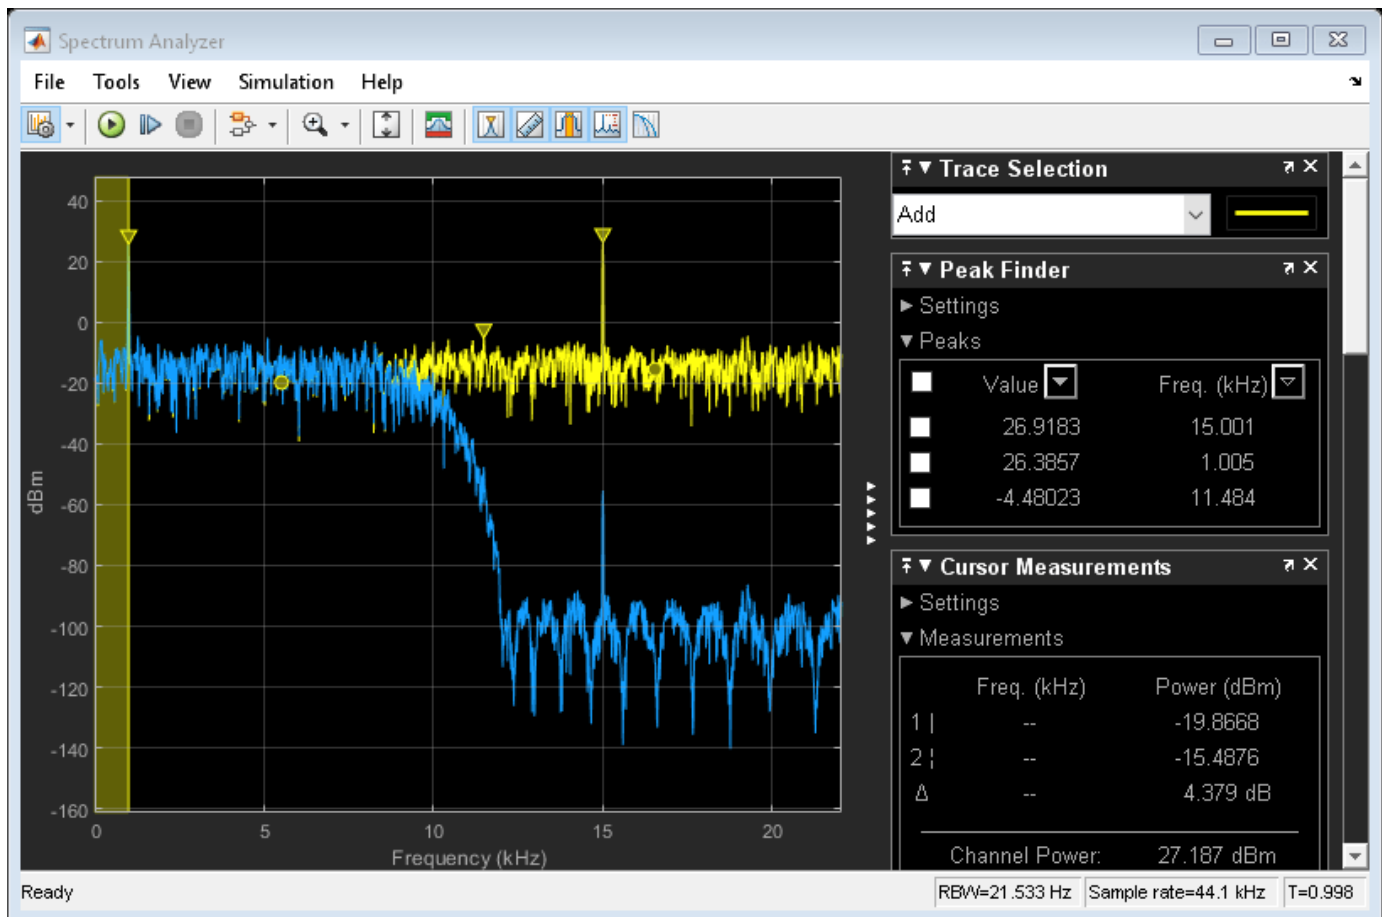 Spectrum Analyzer
File Tools View Simulation Help
Trace Selection
Add
Peak Finder
Settings
Peaks
Value Freq. (kHz)
26.9183 15.001
26.3857 1.005
-4.48023 11.484
Cursor Measurements
Settings
Measurements
Freq. (kHz) Power (dBm)
1 | -- -19.8668
2 ¦ -- -15.4876
Δ -- 4.379 dB
Channel Power: 27.187 dBm
40
20
0
-20
-40
-60
-80
-100
-120
-140
-160
dBm
0 5 10 15 20
Frequency (kHz)
Ready RBW=21.533 Hz Sample rate=44.1 kHz T=0.998